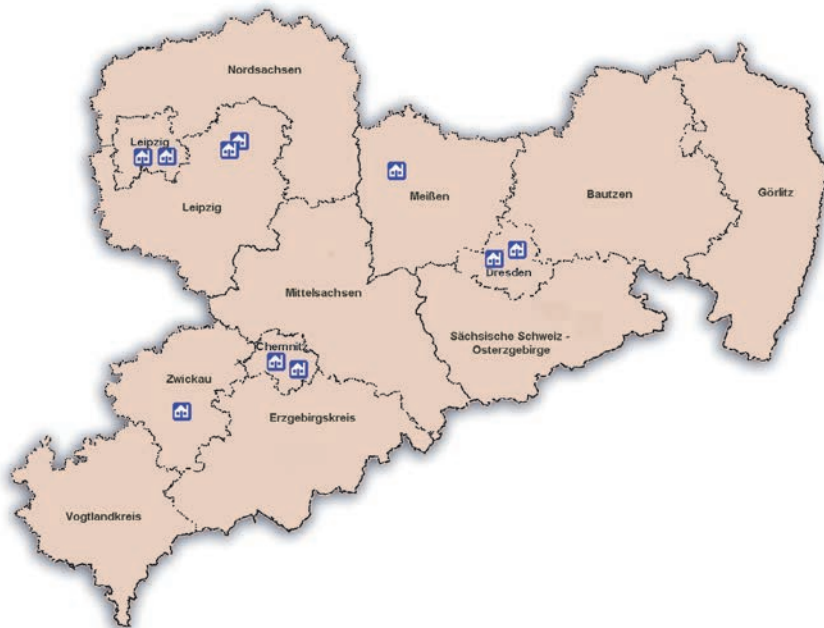 Nordsachsen
Leipzig
Leipzig
Meißen
Bautzen
Görlitz
Dresden
Mittelsachsen
Sächsische Schweiz -
Osterzgebirge
Chemnitz
Zwickau
Erzgebirgskreis
Vogtlandkreis